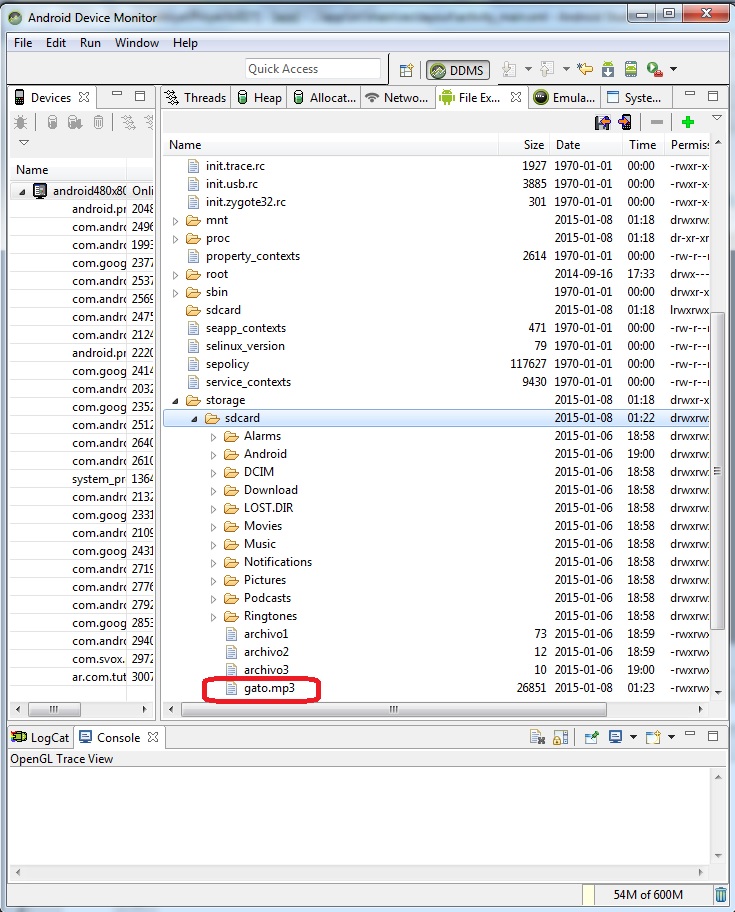 Android Device Monitor
File Edit Run Window Help
Quick Access DDMS
Devices Threads Heap Allocat... Netwo... File Ex... Emula... Syste...
Name
android480x80 Onli
android.pr 2048
com.andro 2496
com.andro 1993
com.goog 2377
com.andro 2537
com.andro 2569
com.andro 2475
com.andro 2124
android.pr 2220
com.goog 2414
com.andro 2032
com.goog 2352
com.andro 2512
com.andro 2640
com.andro 2610
system_pro 1364
com.andro 2132
com.goog 2331
com.andro 2109
com.goog 2431
com.andro 2719
com.andro 2776
com.andro 2792
com.goog 2853
com.andro 2940
com.svox. 2972
ar.com.tut 3007
Name Size Date Time Permis
init.trace.rc 1927 1970-01-01 00:00 -rwxr-x
init.usb.rc 3885 1970-01-01 00:00 -rwxr-x
init.zygote32.rc 301 1970-01-01 00:00 -rwxr-x
mnt 2015-01-08 01:18 drwxrwx
proc 2015-01-08 01:18 dr-xr-xr
property_contexts 2614 1970-01-01 00:00 -rw-r--r
root 2014-09-16 17:33 drwx---
sbin 1970-01-01 00:00 drwxr-x
sdcard 2015-01-08 01:18 lrwxrwx
seapp_contexts 471 1970-01-01 00:00 -rw-r--r
selinux_version 79 1970-01-01 00:00 -rw-r--r
sepolicy 117627 1970-01-01 00:00 -rw-r--r
service_contexts 9430 1970-01-01 00:00 -rw-r--r
storage 2015-01-08 01:18 drwxr-x
sdcard 2015-01-08 01:22 drwxrwx
Alarms 2015-01-06 18:58 drwxrwx
Android 2015-01-06 19:00 drwxrwx
DCIM 2015-01-06 18:58 drwxrwx
Download 2015-01-06 18:58 drwxrwx
LOST.DIR 2015-01-06 18:58 drwxrwx
Movies 2015-01-06 18:58 drwxrwx
Music 2015-01-06 18:58 drwxrwx
Notifications 2015-01-06 18:58 drwxrwx
Pictures 2015-01-06 18:58 drwxrwx
Podcasts 2015-01-06 18:58 drwxrwx
Ringtones 2015-01-06 18:58 drwxrwx
archivo1 73 2015-01-06 18:59 -rwxrwx
archivo2 12 2015-01-06 18:59 -rwxrwx
archivo3 10 2015-01-06 19:00 -rwxrwx
gato.mp3 26851 2015-01-08 01:23 -rwxrwx
LogCat Console
OpenGL Trace View
54M of 600M